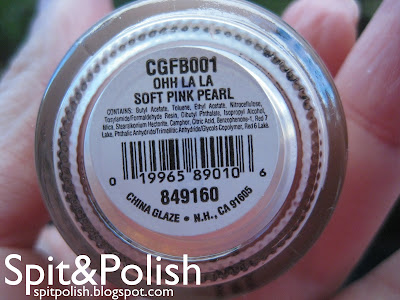 CGFB001
OHH LA LA
SOFT PINK PEARL
CONTAINS: Butyl Acetate, Toluene, Ethyl Acetate, Nitrocellulose,
Tosylamide/Formaldehyde Resin, Dibutyl Phthalate, Isopropyl Alcohol,
Mica, Stearalkonium Hectorite, Camphor, Citric Acid, Benzophenone-1, Red 7
Lake, Phthalic Anhydride/Trimellitic Anhydride/Glycols Copolymer, Red 6 Lake.
0 19965 89010 6
849160
CHINA GLAZE • N.H., CA 91605
Spit&Polish
spitpolish.blogspot.com